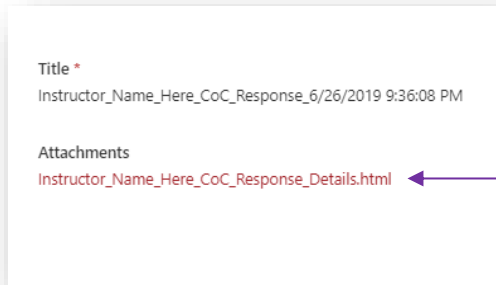 Title *
Instructor_Name_Here_CoC_Response_6/26/2019 9:36:08 PM
Attachments
Instructor_Name_Here_CoC_Response_Details.html